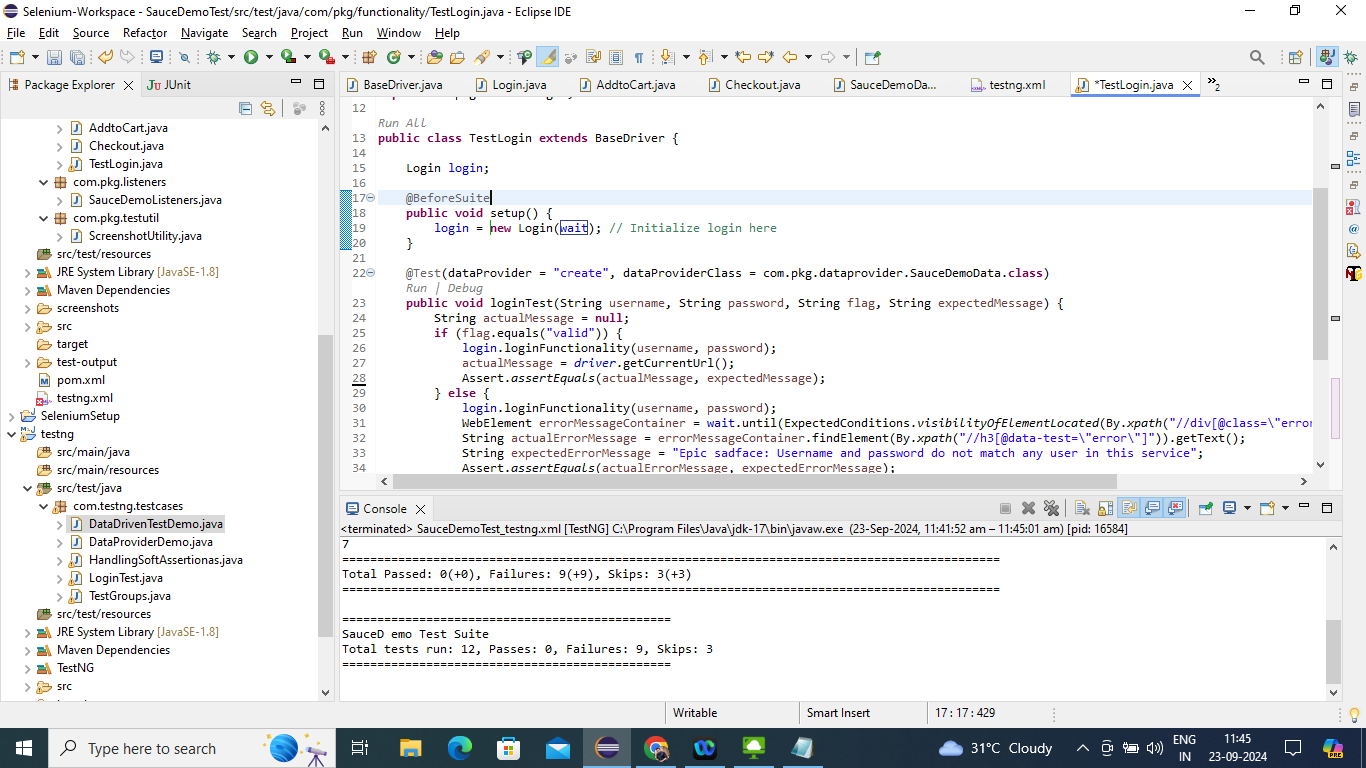 Selenium-Workspace - SauceDemoTest/src/test/java/com/pkg/functionality/TestLogin.java - Eclipse IDE
File Edit Source Refactor Navigate Search Project Run Window Help
Package Explorer JUnit
BaseDriver.java Login.java AddtoCart.java Checkout.java SauceDemoDa... testng.xml *TestLogin.java »2
AddtoCart.java
Checkout.java
TestLogin.java
com.pkg.listeners
SauceDemoListeners.java
com.pkg.testutil
ScreenshotUtility.java
src/test/resources
JRE System Library [JavaSE-1.8]
Maven Dependencies
screenshots
src
target
test-output
pom.xml
testng.xml
SeleniumSetup
testng
src/main/java
src/main/resources
src/test/java
com.testng.testcases
DataDrivenTestDemo.java
DataProviderDemo.java
HandlingSoftAssertionas.java
LoginTest.java
TestGroups.java
src/test/resources
JRE System Library [JavaSE-1.8]
Maven Dependencies
TestNG
src
12
Run All
13 public class TestLogin extends BaseDriver {
14
15 Login login;
16
17 @BeforeSuite
18 public void setup() {
19 login = new Login(wait); // Initialize login here
20 }
21
22 @Test(dataProvider = "create", dataProviderClass = com.pkg.dataprovider.SauceDemoData.class)
Run | Debug
23 public void loginTest(String username, String password, String flag, String expectedMessage) {
24 String actualMessage = null;
25 if (flag.equals("valid")) {
26 login.loginFunctionality(username, password);
27 actualMessage = driver.getCurrentUrl();
28 Assert.assertEquals(actualMessage, expectedMessage);
29 } else {
30 login.loginFunctionality(username, password);
31 WebElement errorMessageContainer = wait.until(ExpectedConditions.visibilityOfElementLocated(By.xpath("//div[@class=\"error
32 String actualErrorMessage = errorMessageContainer.findElement(By.xpath("//h3[@data-test=\"error\"]")).getText();
33 String expectedErrorMessage = "Epic sadface: Username and password do not match any user in this service";
34 Assert.assertEquals(actualErrorMessage, expectedErrorMessage);
Console
<terminated> SauceDemoTest_testng.xml [TestNG] C:\Program Files\Java\jdk-17\bin\javaw.exe (23-Sep-2024, 11:41:52 am – 11:45:01 am) [pid: 16584]
7
===============================================================================================
Total Passed: 0(+0), Failures: 9(+9), Skips: 3(+3)
===============================================================================================
===============================================
SauceD emo Test Suite
Total tests run: 12, Passes: 0, Failures: 9, Skips: 3
===============================================
Writable Smart Insert 17 : 17 : 429
Type here to search
31°C Cloudy
ENG
IN
11:45
23-09-2024
PRE